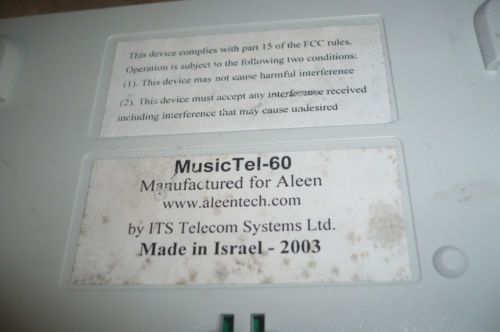 This device complies with part 15 of the FCC rules,
Operation is subject to the following two conditions:
(1). This device may not cause harmful interference
(2). This device must accept any interference received
including interference that may cause undesired
MusicTel-60
Manufactured for Aleen
www.aleentech.com
by ITS Telecom Systems Ltd.
Made in Israel - 2003